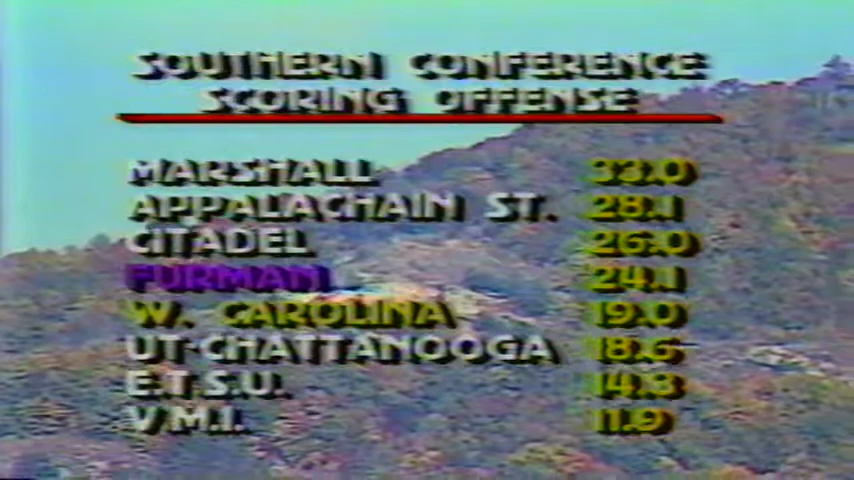 SOUTHERN CONFERENCE
SCORING OFFENSE
MARSHALL 33.0
APPALACHAIN ST. 28.1
CITADEL 26.0
FURMAN 24.1
W. CAROLINA 19.0
UT-CHATTANOOGA 18.6
E.T.S.U. 14.3
V.M.I. 11.9